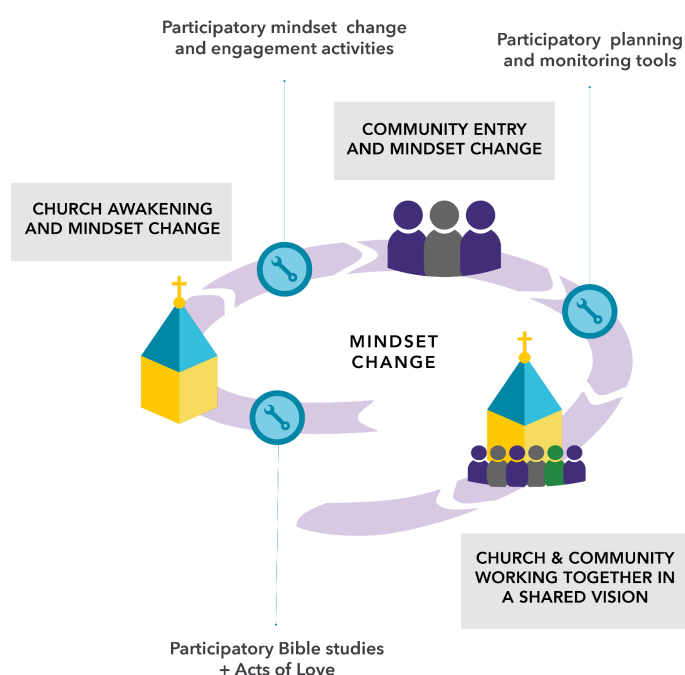 Participatory mindset change
and engagement activities
Participatory planning
and monitoring tools
COMMUNITY ENTRY
AND MINDSET CHANGE
CHURCH AWAKENING
AND MINDSET CHANGE
MINDSET
CHANGE
CHURCH & COMMUNITY
WORKING TOGETHER IN
A SHARED VISION
Participatory Bible studies
+ Acts of Love